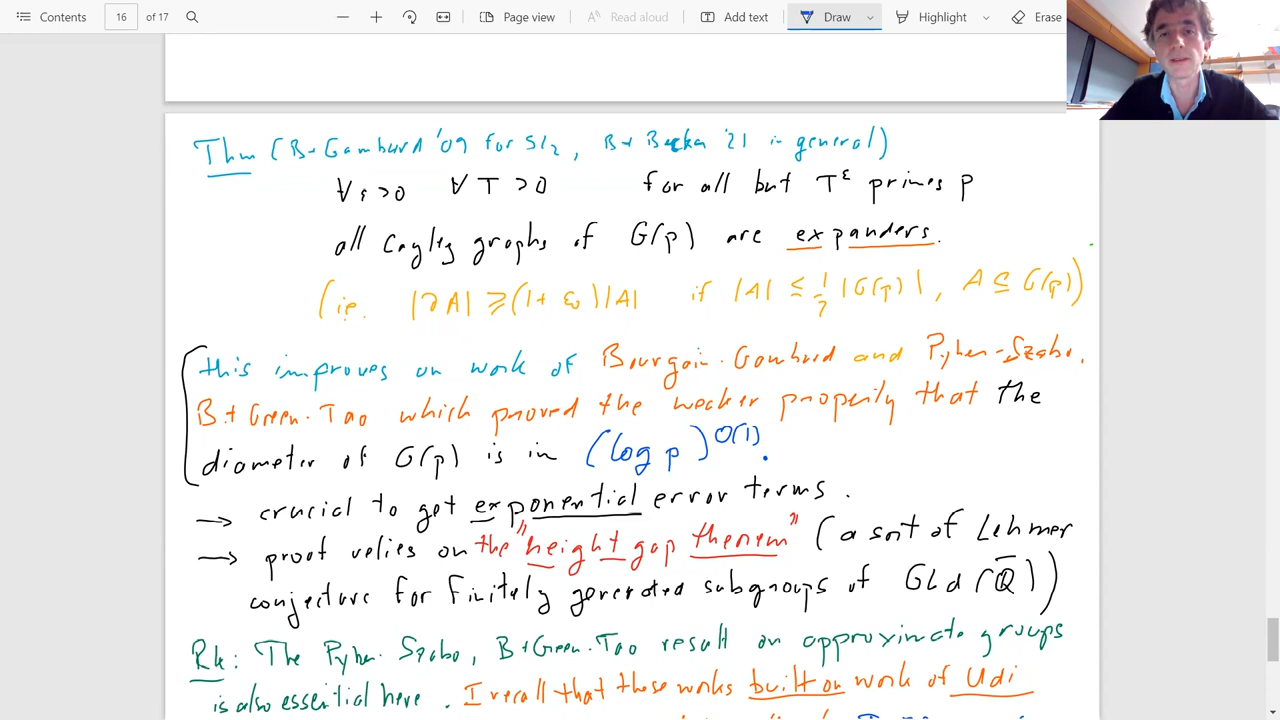 Contents 16 of 17 Page view Read aloud Add text Draw Highlight Erase
Thm (B+Gamburd '09 for Sl2, B+Becker '21 in general)
∀ε>0 ∀T>0 for all but T^ε primes p
all Cayley graphs of G(p) are expanders.
(i.e. |∂A| ≥ (1+ε₀)|A| if |A| ≤ 1/2 |G(p)|, A ⊆ G(p))
this improves on work of Bourgain-Gamburd and Pyber-Szabo,
B+Green-Tao which proved the weaker property that the
diameter of G(p) is in (log p)^O(1).
→ crucial to get exponential error terms.
→ proof relies on the "height gap theorem" (a sort of Lehmer
conjecture for finitely generated subgroups of GLd(Q̄))
Rk: The Pyber-Szabo, B+Green-Tao result on approximate groups
is also essential here. I recall that these works built on work of Udi